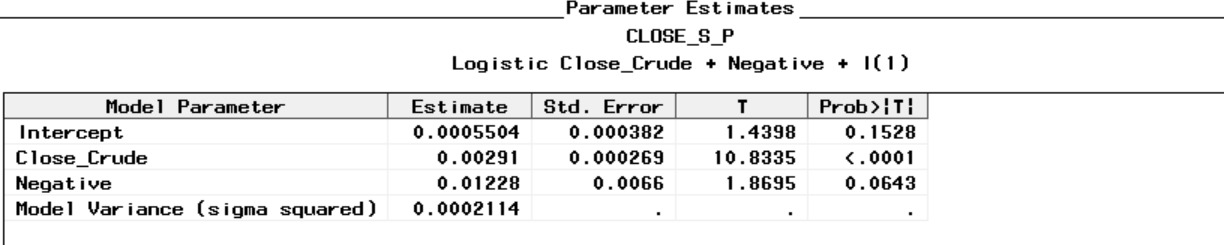 Parameter Estimates
CLOSE_S_P
Logistic Close_Crude + Negative + I(1)
Model Parameter Estimate Std. Error T Prob>|T|
Intercept 0.0005504 0.000382 1.4398 0.1528
Close_Crude 0.00291 0.000269 10.8335 <.0001
Negative 0.01228 0.0066 1.8695 0.0643
Model Variance (sigma squared) 0.0002114 . . .